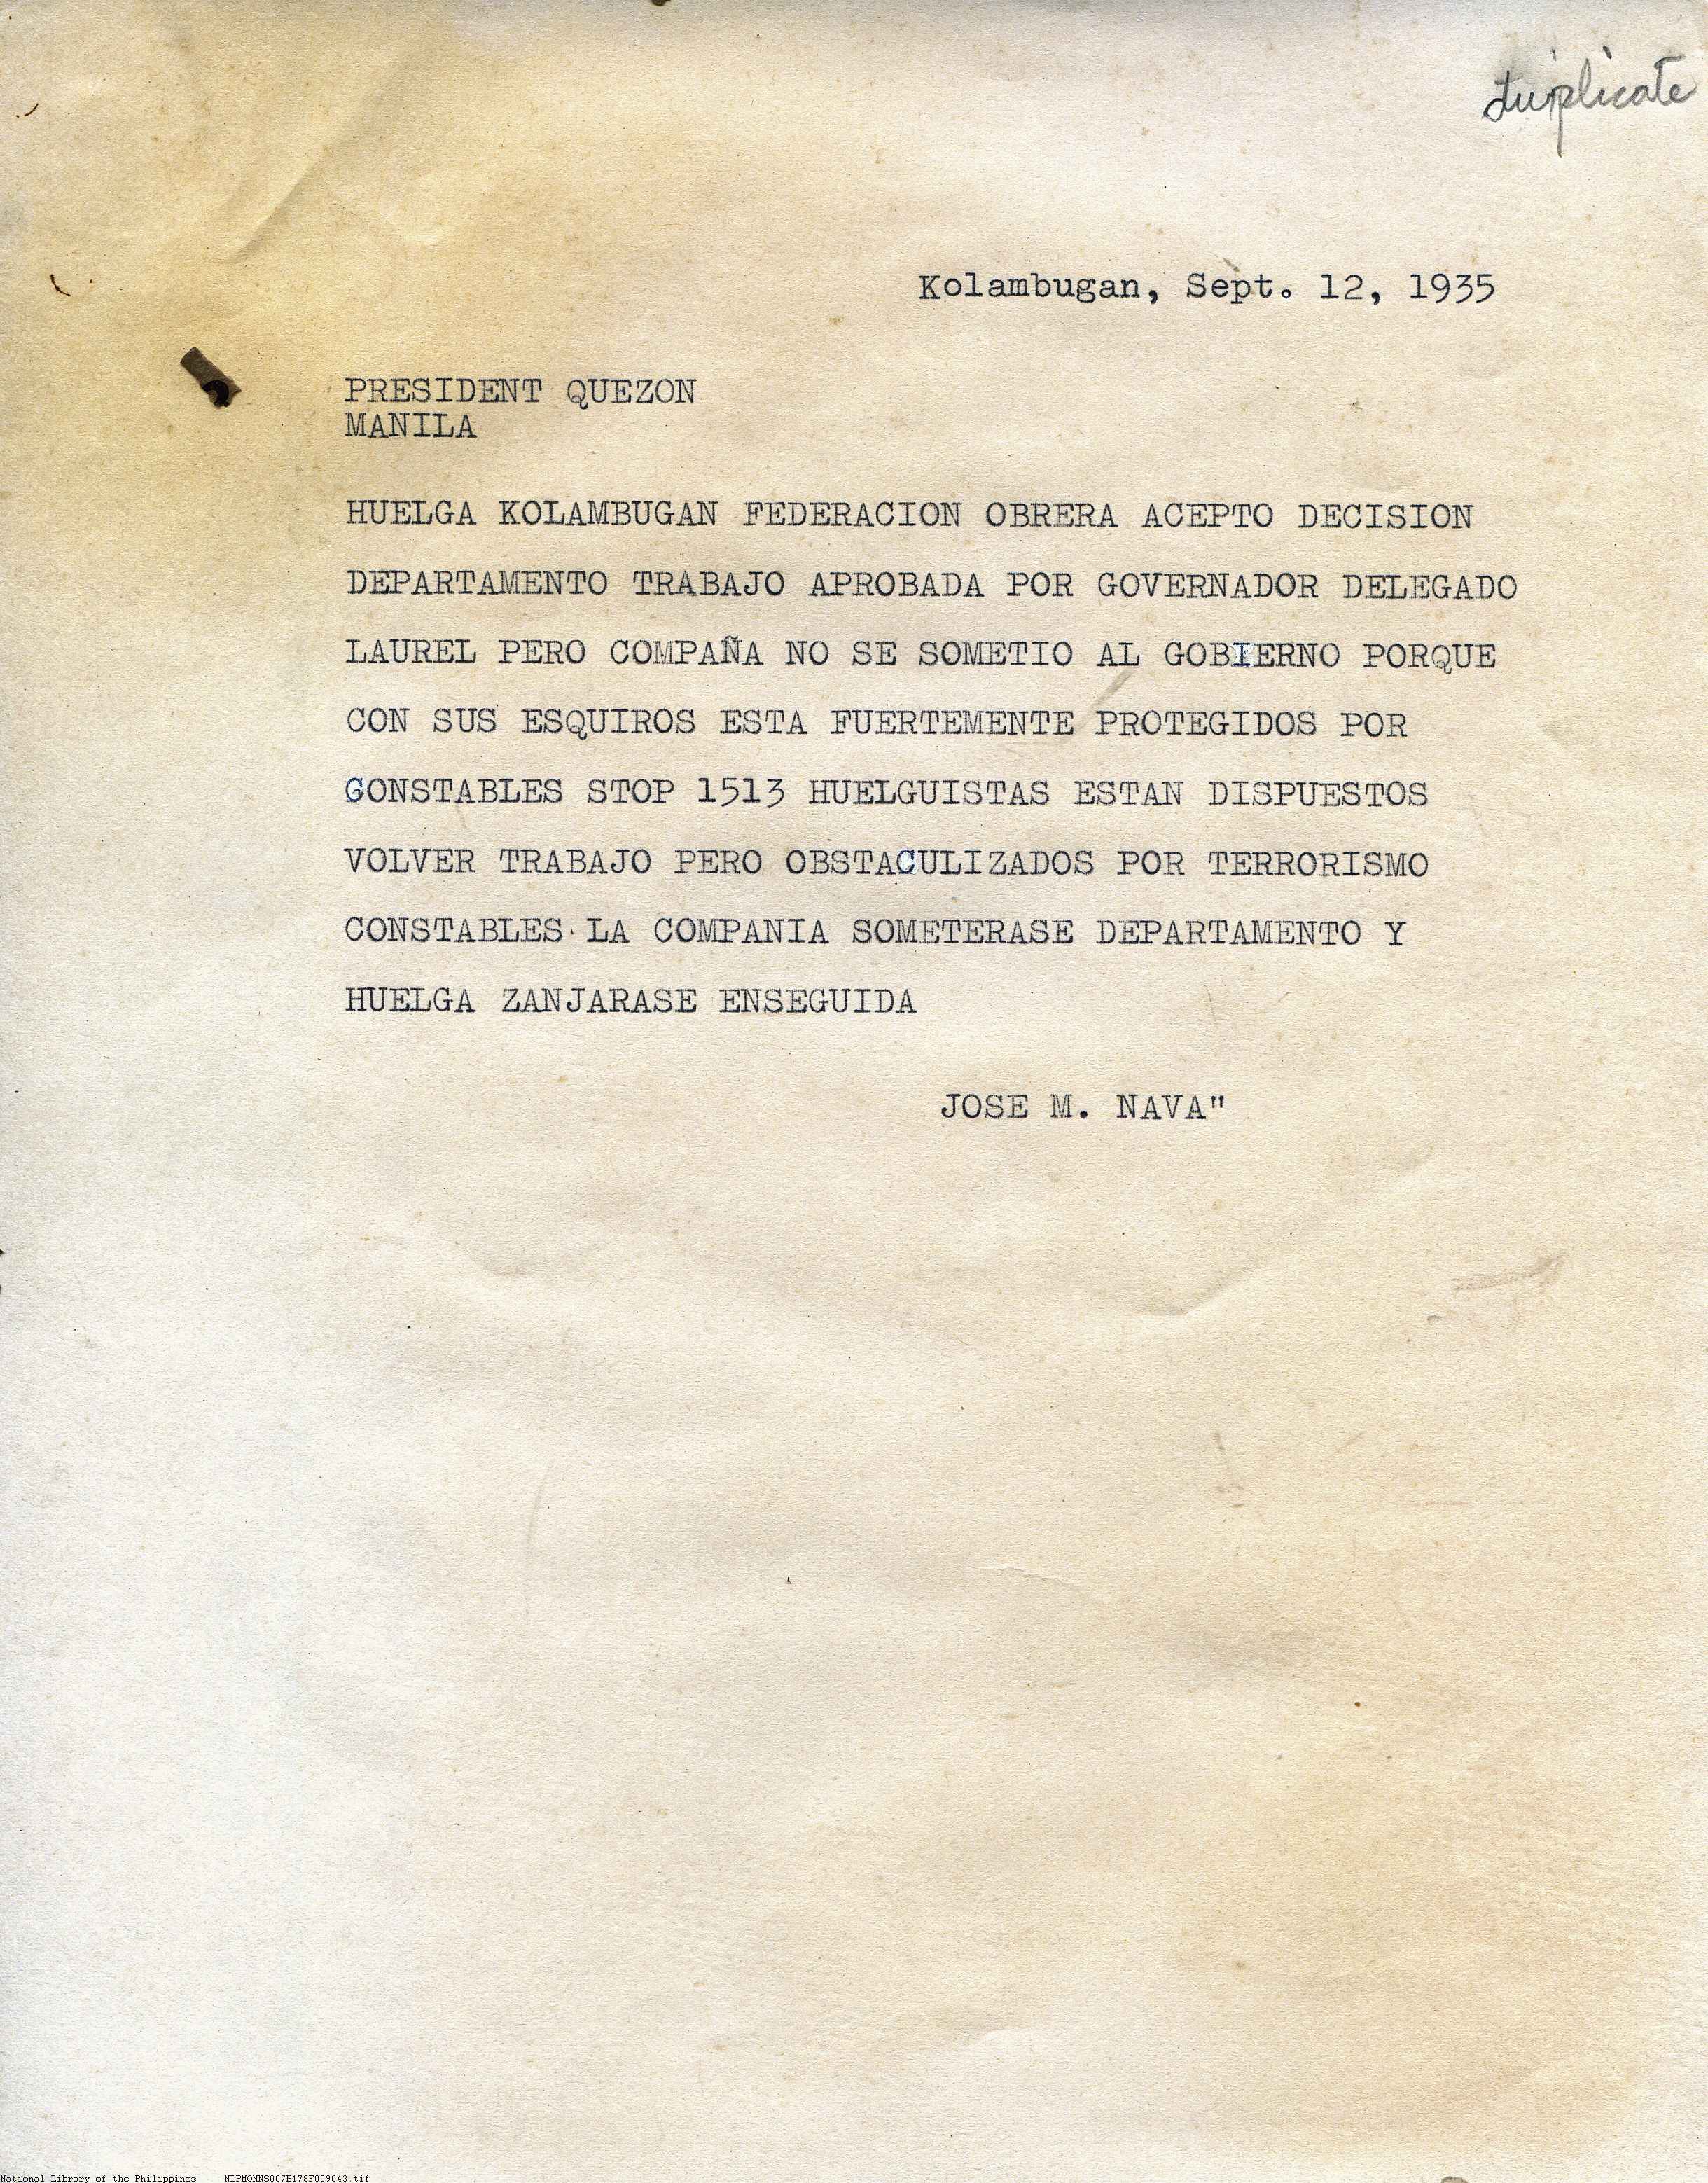 duplicate
Kolambugan, Sept. 12, 1935
PRESIDENT QUEZON
MANILA
HUELGA KOLAMBUGAN FEDERACION OBRERA ACEPTO DECISION
DEPARTAMENTO TRABAJO APROBADA POR GOVERNADOR DELEGADO
LAUREL PERO COMPAÑA NO SE SOMETIO AL GOBIERNO PORQUE
CON SUS ESQUIROS ESTA FUERTEMENTE PROTEGIDOS POR
CONSTABLES STOP 1513 HUELGUISTAS ESTAN DISPUESTOS
VOLVER TRABAJO PERO OBSTACULIZADOS POR TERRORISMO
CONSTABLES. LA COMPANIA SOMETERASE DEPARTAMENTO Y
HUELGA ZANJARASE ENSEGUIDA
JOSE M. NAVA"
National Library of the Philippines NLPMQMNS007B178F009043.tif